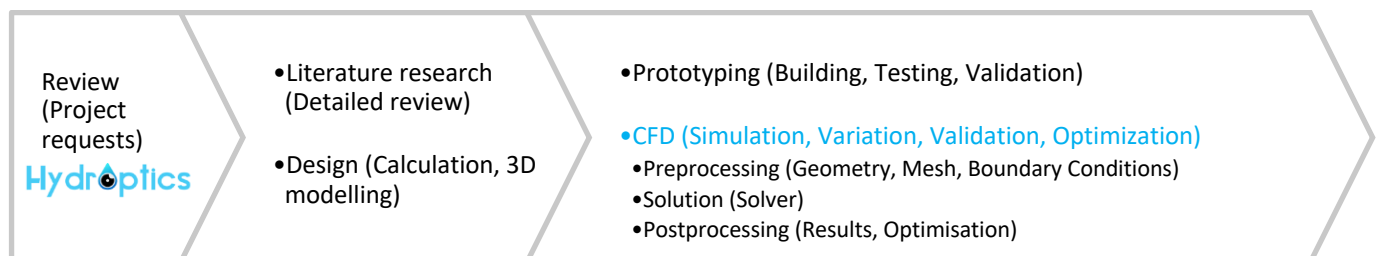 Review
(Project
requests)
Hydroptics
•Literature research
(Detailed review)
•Design (Calculation, 3D
modelling)
•Prototyping (Building, Testing, Validation)
•CFD (Simulation, Variation, Validation, Optimization)
•Preprocessing (Geometry, Mesh, Boundary Conditions)
•Solution (Solver)
•Postprocessing (Results, Optimisation)